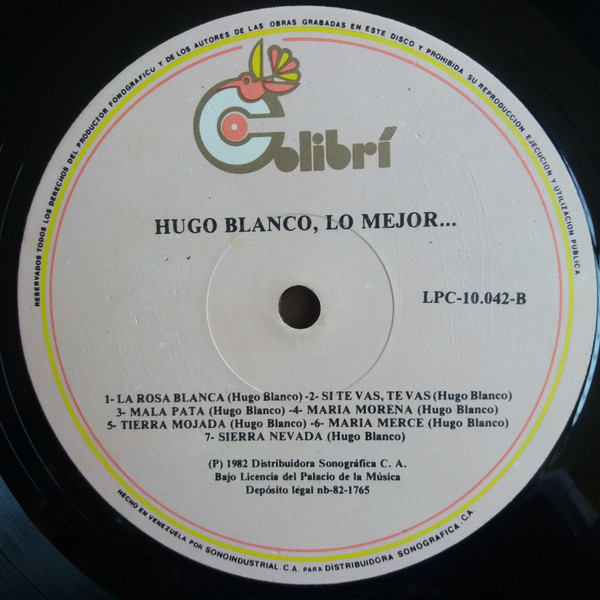 RESERVADOS TODOS LOS DERECHOS DEL PRODUCTOR FONOGRAFICO Y DE LOS AUTORES DE LAS OBRAS GRABADAS EN ESTE DISCO Y PROHIBIDA SU REPRODUCCION EJECUCION Y UTILIZACION PUBLICA
Colibrí
HUGO BLANCO, LO MEJOR...
LPC-10.042-B
1- LA ROSA BLANCA (Hugo Blanco) -2- SI TE VAS, TE VAS (Hugo Blanco)
3- MALA PATA (Hugo Blanco) -4- MARIA MORENA (Hugo Blanco)
5- TIERRA MOJADA (Hugo Blanco) -6- MARIA MERCE (Hugo Blanco)
7- SIERRA NEVADA (Hugo Blanco)
(P) 1982 Distribuidora Sonográfica C. A.
Bajo Licencia del Palacio de la Música
Depósito légal nb-82-1765
HECHO EN VENEZUELA POR SONOINDUSTRIAL C.A. PARA DISTRIBUIDORA SONOGRAFICA, C.A.